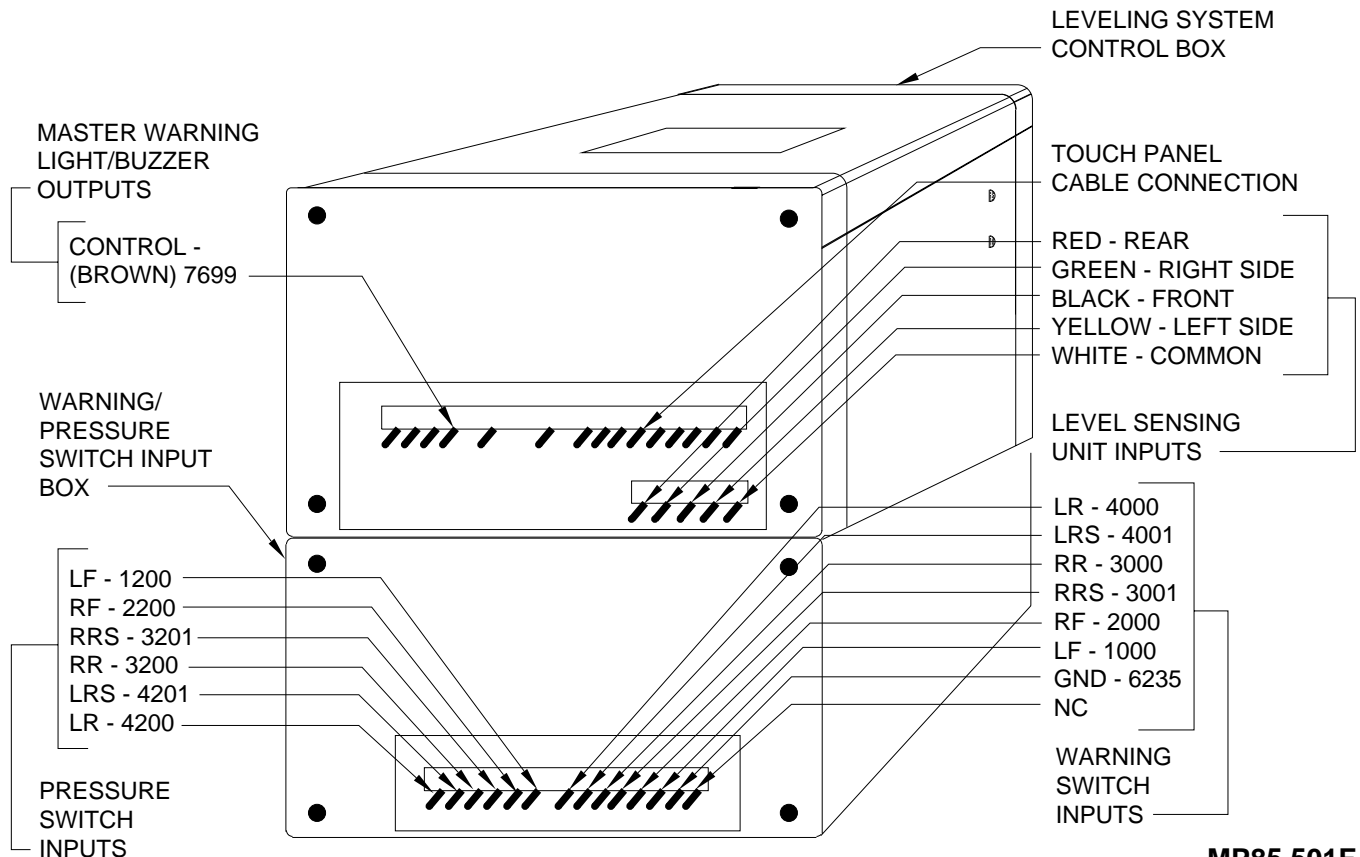 LEVELING SYSTEM
CONTROL BOX
MASTER WARNING
LIGHT/BUZZER
OUTPUTS
CONTROL -
(BROWN) 7699
TOUCH PANEL
CABLE CONNECTION
RED - REAR
GREEN - RIGHT SIDE
BLACK - FRONT
YELLOW - LEFT SIDE
WHITE - COMMON
LEVEL SENSING
UNIT INPUTS
WARNING/
PRESSURE
SWITCH INPUT
BOX
LF - 1200
RF - 2200
RRS - 3201
RR - 3200
LRS - 4201
LR - 4200
PRESSURE
SWITCH
INPUTS
LR - 4000
LRS - 4001
RR - 3000
RRS - 3001
RF - 2000
LF - 1000
GND - 6235
NC
WARNING
SWITCH
INPUTS